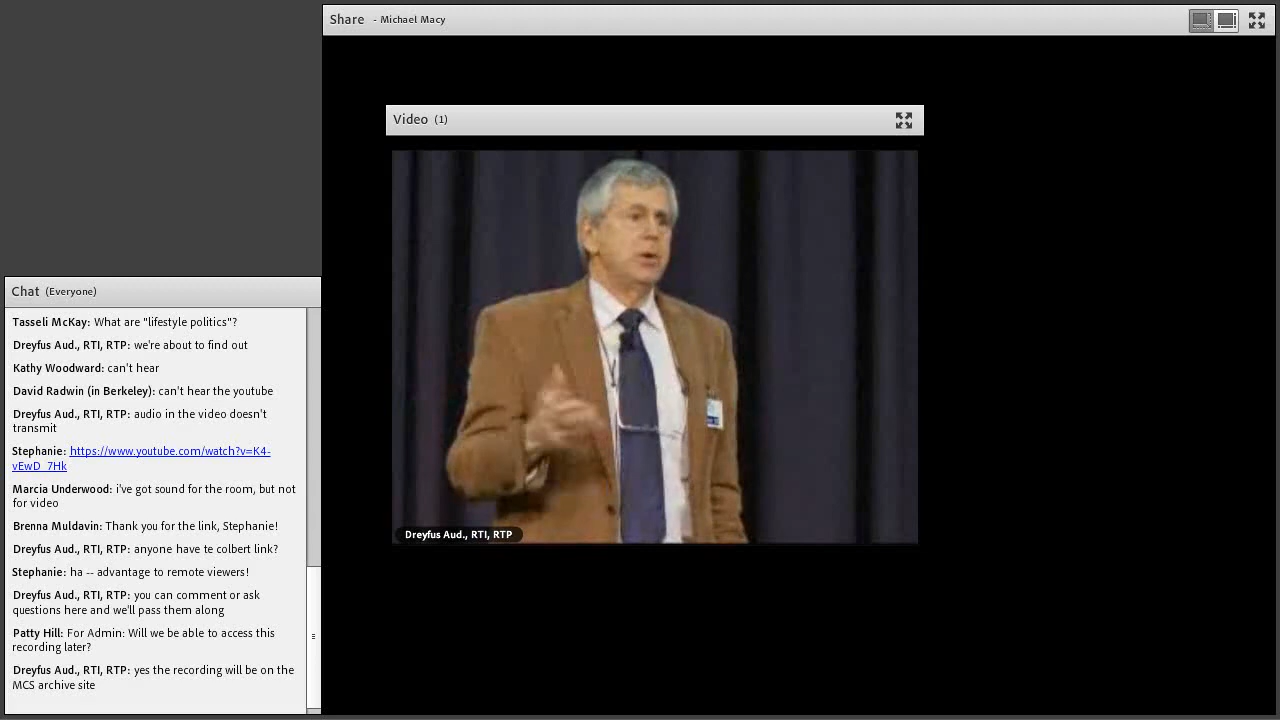 Share - Michael Macy
Video (1)
Dreyfus Aud., RTI, RTP
Chat (Everyone)
Tasseli McKay: What are "lifestyle politics"?
Dreyfus Aud., RTI, RTP: we're about to find out
Kathy Woodward: can't hear
David Radwin (in Berkeley): can't hear the youtube
Dreyfus Aud., RTI, RTP: audio in the video doesn't
transmit
Stephanie: https://www.youtube.com/watch?v=K4-
vEwD_7Hk
Marcia Underwood: i've got sound for the room, but not
for video
Brenna Muldavin: Thank you for the link, Stephanie!
Dreyfus Aud., RTI, RTP: anyone have te colbert link?
Stephanie: ha -- advantage to remote viewers!
Dreyfus Aud., RTI, RTP: you can comment or ask
questions here and we'll pass them along
Patty Hill: For Admin: Will we be able to access this
recording later?
Dreyfus Aud., RTI, RTP: yes the recording will be on the
MCS archive site